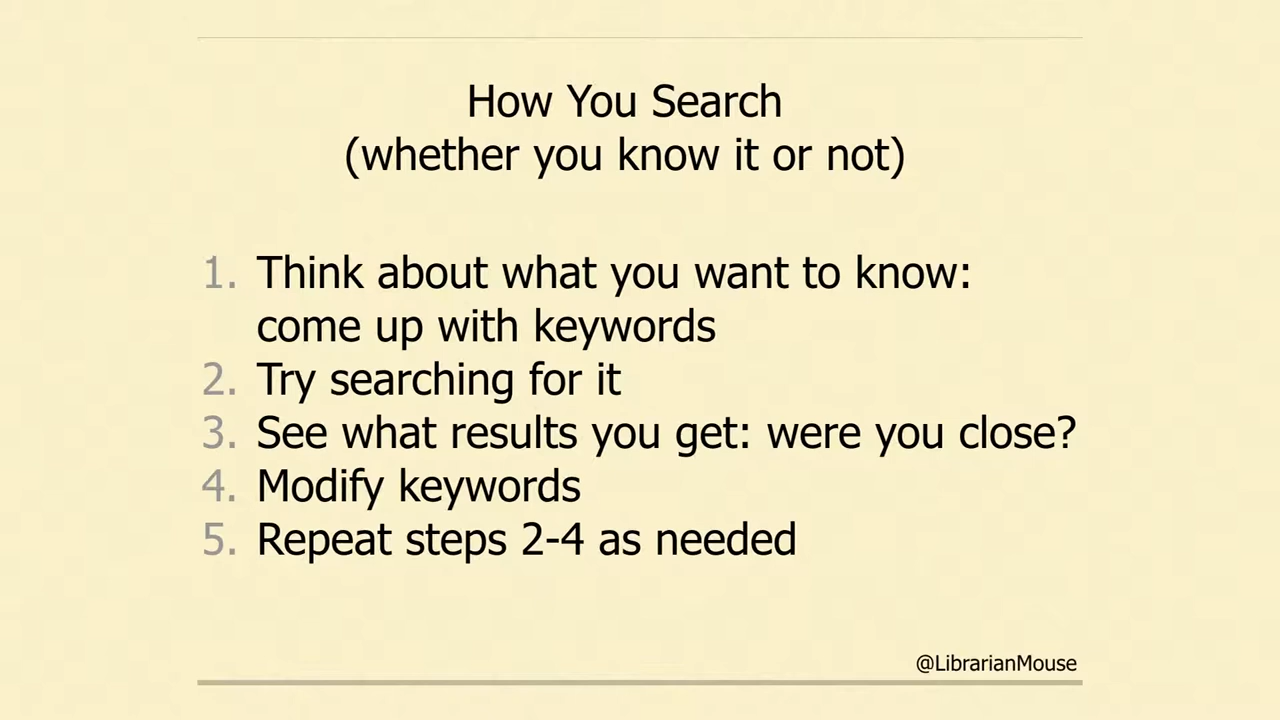 How You Search
(whether you know it or not)
1. Think about what you want to know:
come up with keywords
2. Try searching for it
3. See what results you get: were you close?
4. Modify keywords
5. Repeat steps 2-4 as needed
@LibrarianMouse